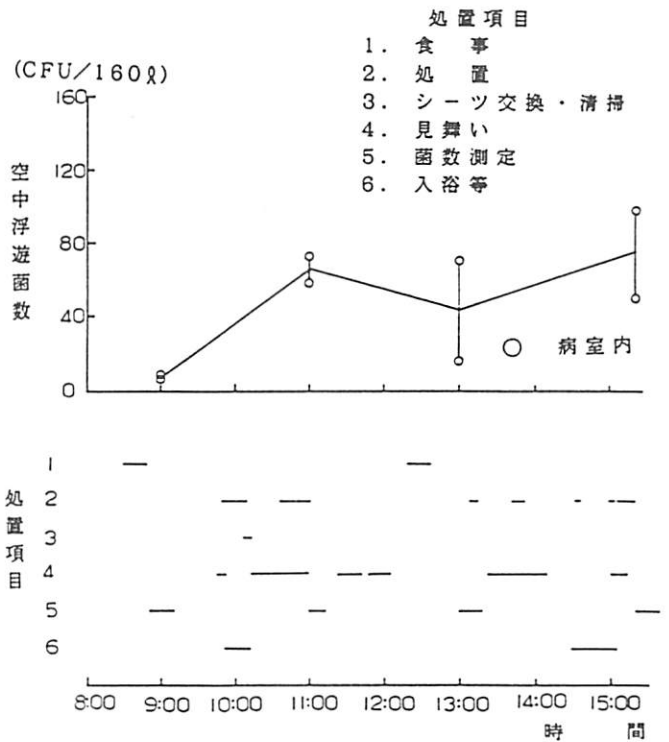 処置項目
1. 食事
2. 処置
3. シーツ交換・清掃
4. 見舞い
5. 菌数測定
6. 入浴等
(CFU/160ℓ)
160
120
80
40
0
空中浮遊菌数
○ 病室内
処置項目
1
2
3
4
5
6
8:00 9:00 10:00 11:00 12:00 13:00 14:00 15:00
時間